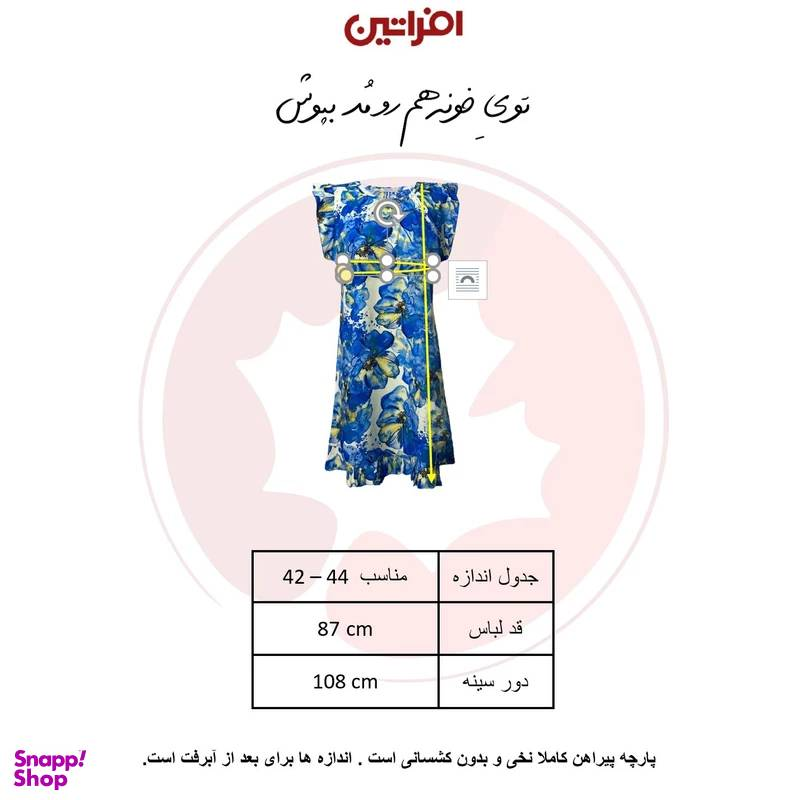 افراتین
توی خونه هم رو مُد بپوش
جدول اندازه مناسب 44 – 42
قد لباس 87 cm
دور سینه 108 cm
پارچه پیراهن کاملا نخی و بدون کشسانی است . اندازه ها برای بعد از آبرفت است.
Snapp!
Shop